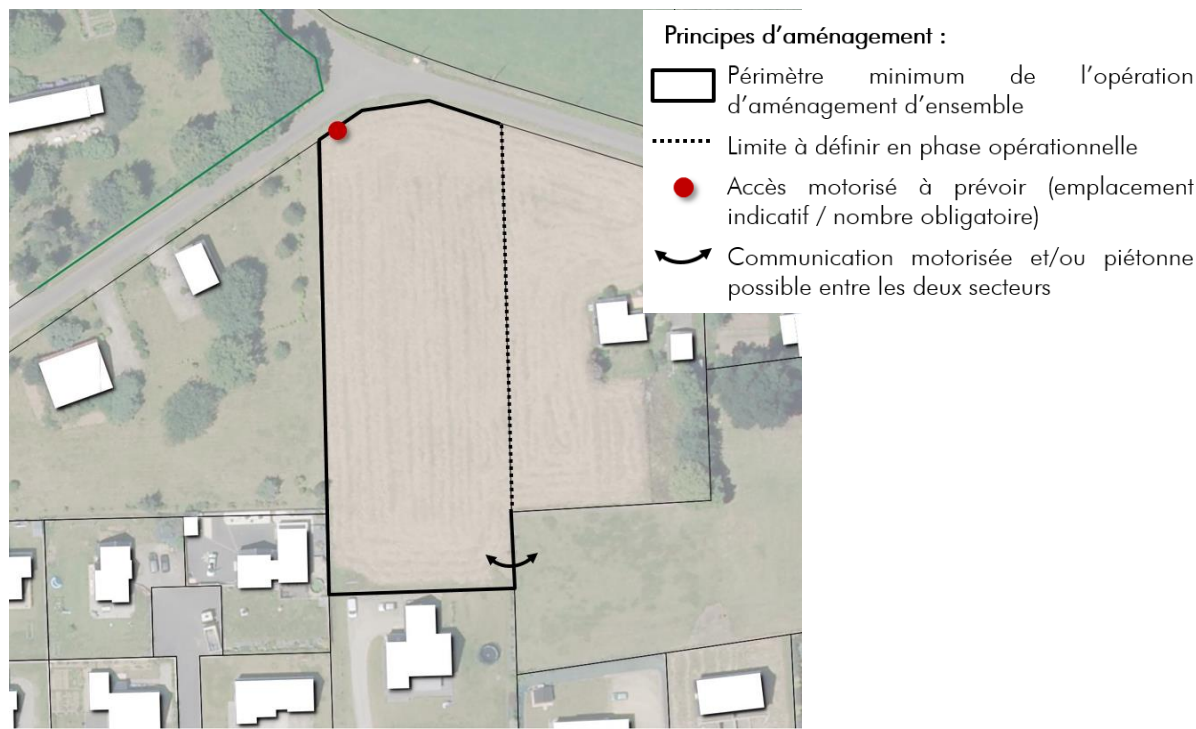 Principes d’aménagement :
Périmètre minimum de l’opération
d’aménagement d’ensemble
Limite à définir en phase opérationnelle
Accès motorisé à prévoir (emplacement
indicatif / nombre obligatoire)
Communication motorisée et/ou piétonne
possible entre les deux secteurs